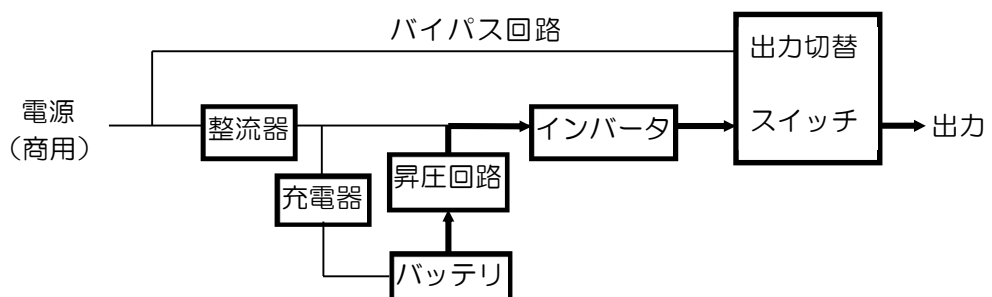 バイパス回路
出力切替
スイッチ
電源
（商用）
整流器
インバータ
出力
昇圧回路
充電器
バッテリ